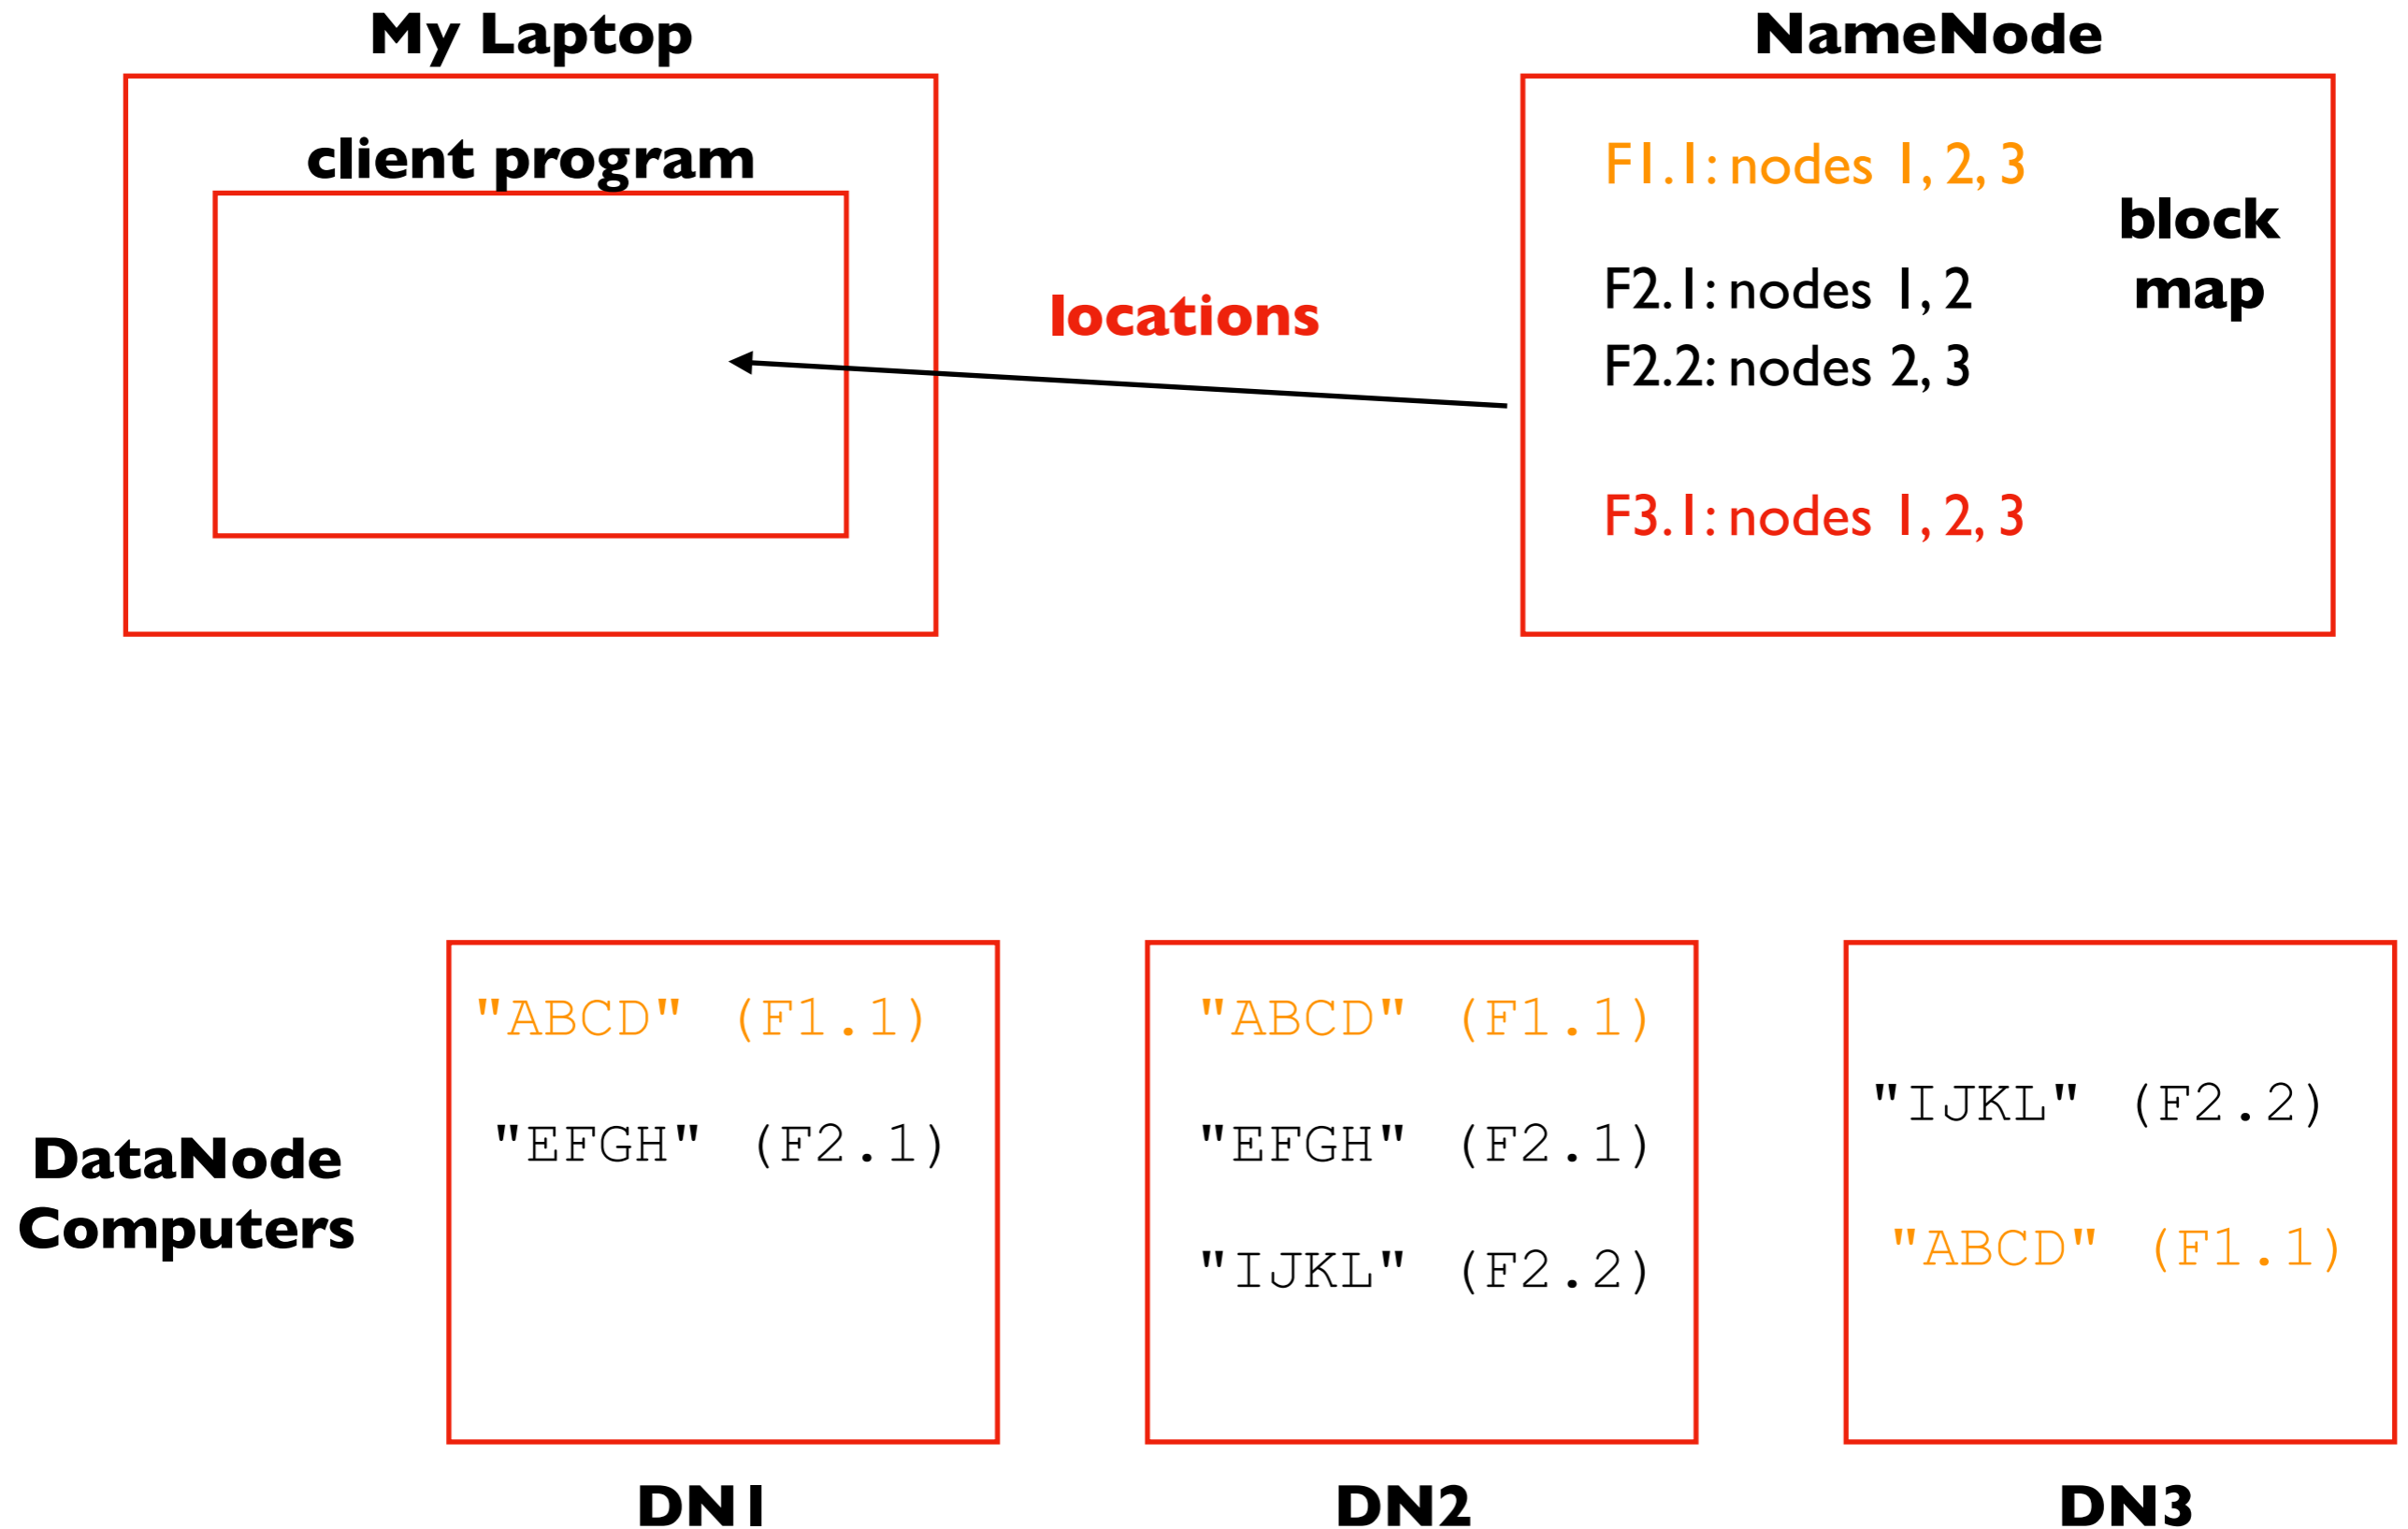 My Laptop
NameNode
client program
F1.1: nodes 1, 2, 3
block
map
F2.1: nodes 1, 2
F2.2: nodes 2, 3
F3.1: nodes 1, 2, 3
locations
DataNode
Computers
"ABCD" (F1.1)
"EFGH" (F2.1)
"ABCD" (F1.1)
"EFGH" (F2.1)
"IJKL" (F2.2)
"IJKL" (F2.2)
"ABCD" (F1.1)
DN1
DN2
DN3